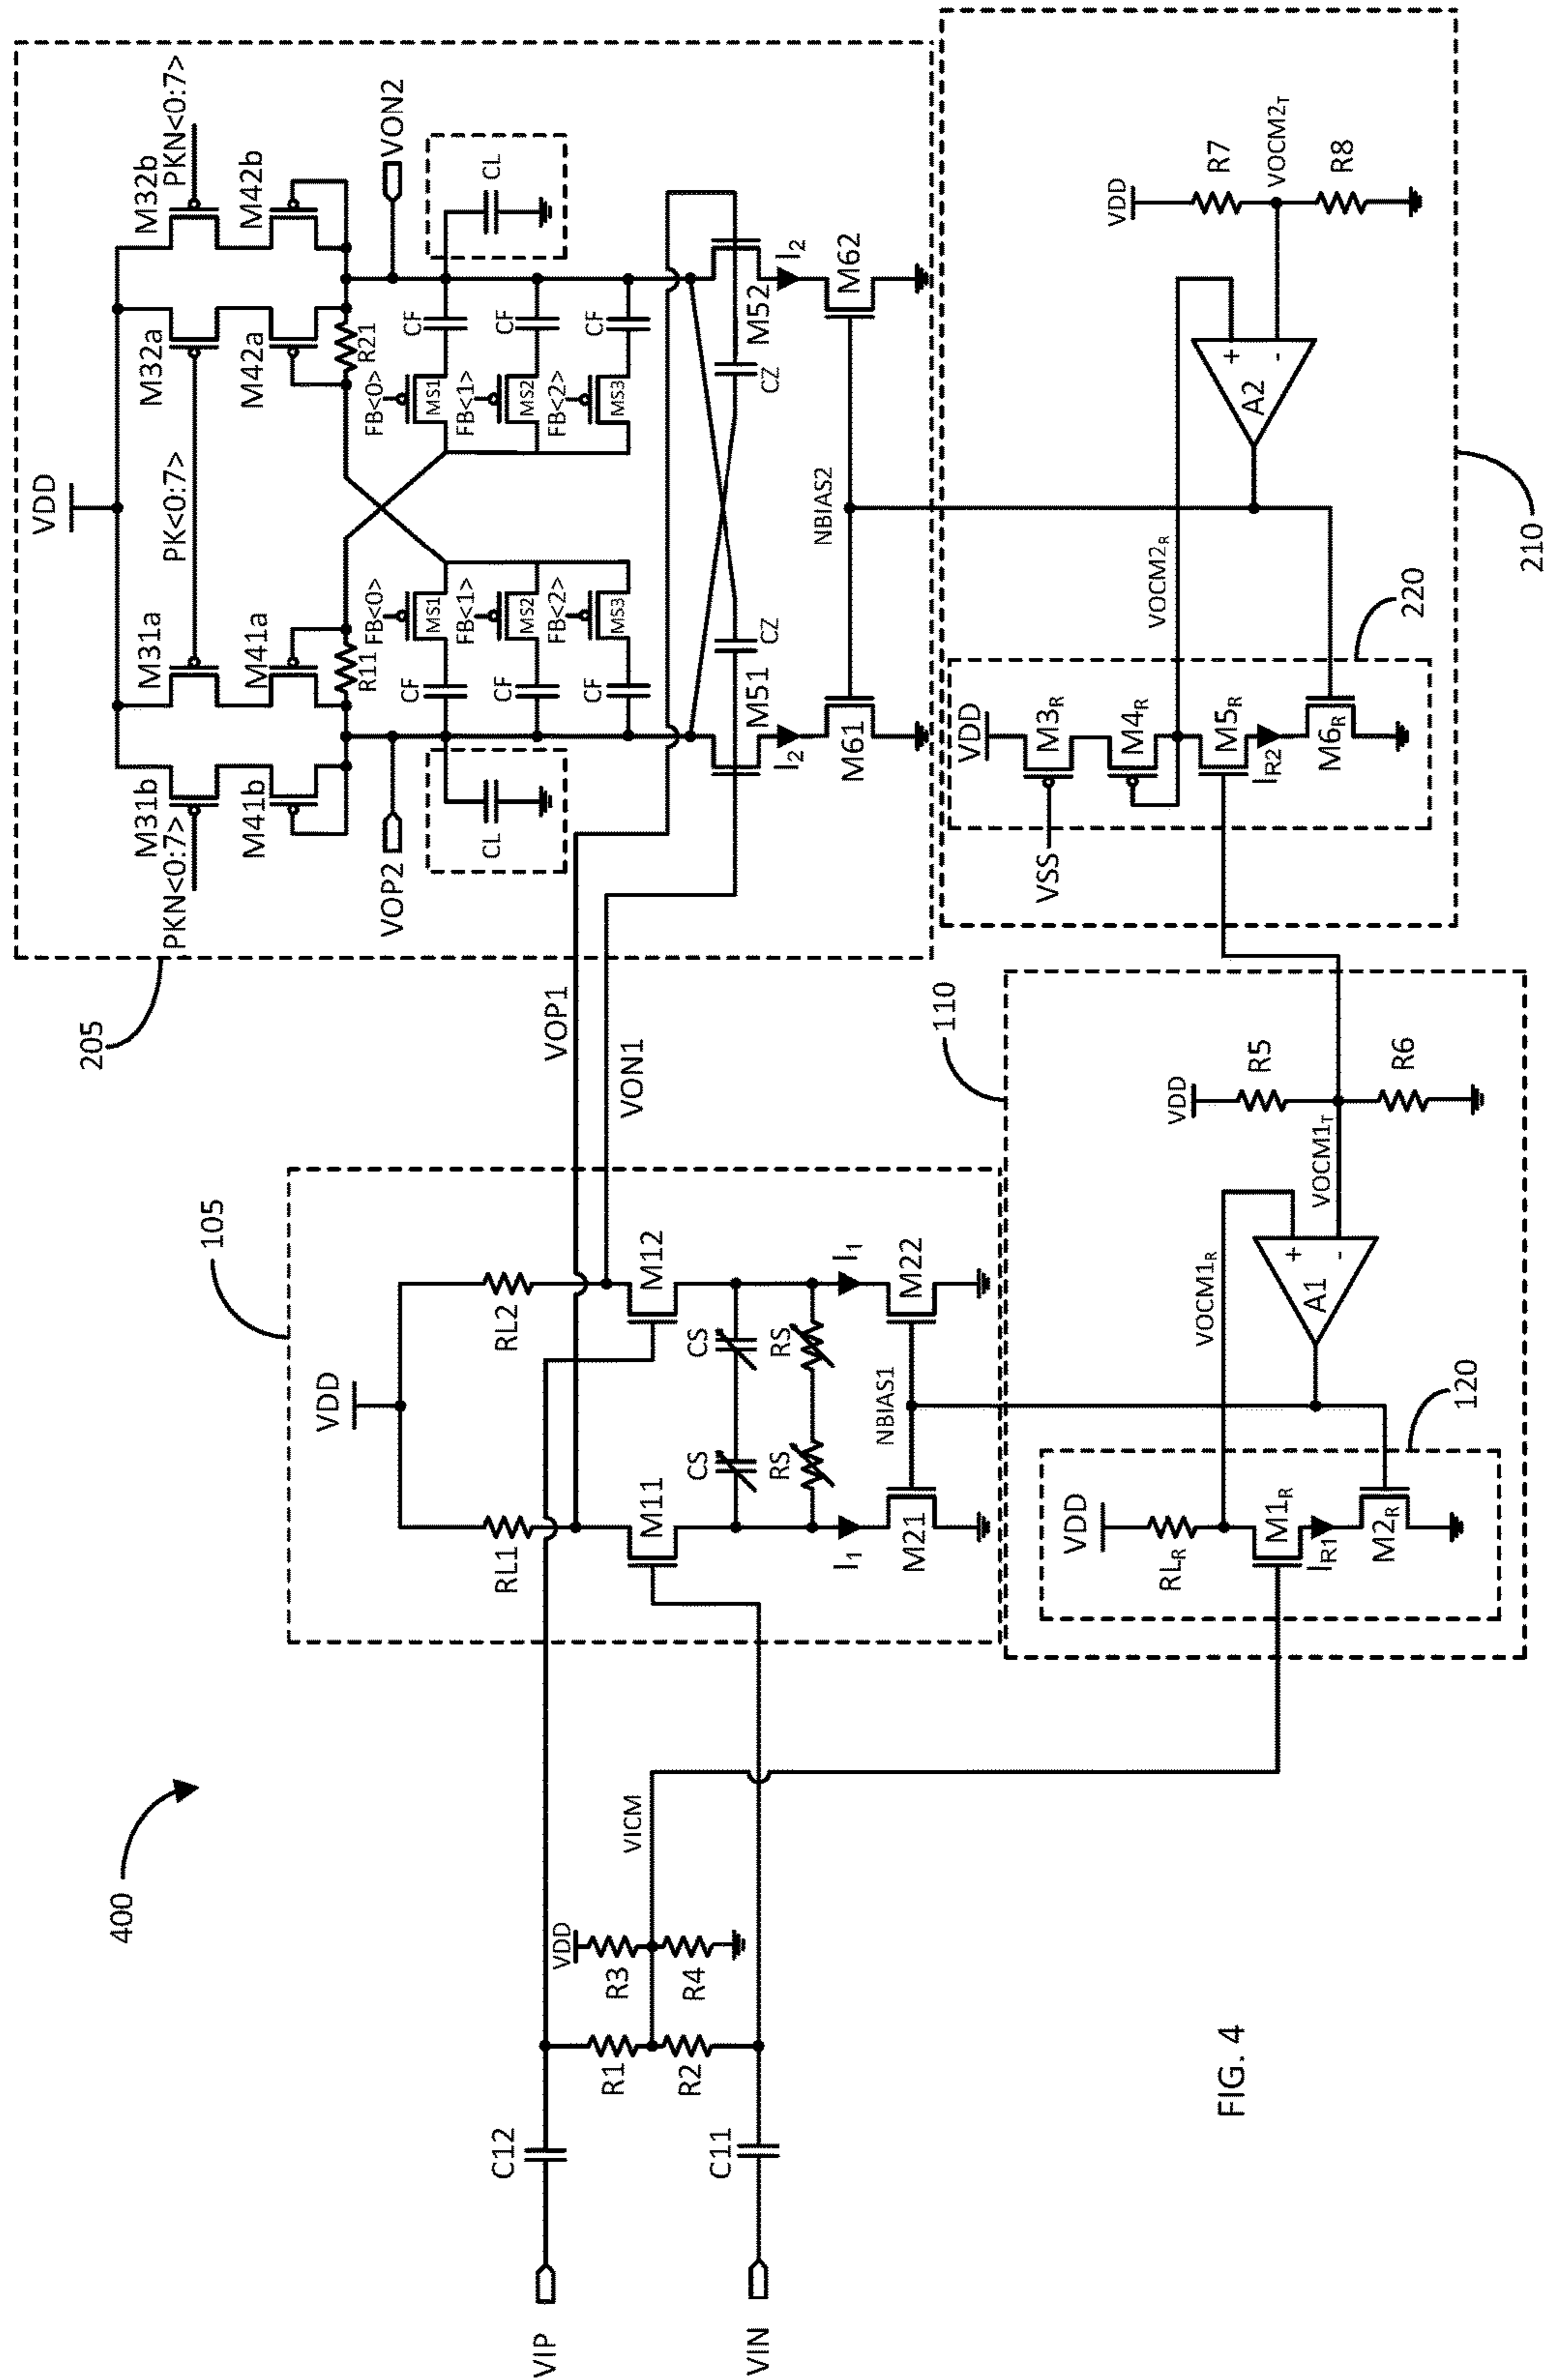 400
VIP
VIN
C12
C11
R1
R2
VDD
R3
R4
VICM
105
VDD
RL1
RL2
M11
M12
CS
CS
RS
RS
I1
I1
M21
M22
NBIAS1
VOP1
VON1
110
120
VDD
RLR
M1R
IR1
M2R
VOCM1R
A1
+
-
VOCM1T
VDD
R5
R6
205
VDD
PKN<0:7>
M31b
M31a
PK<0:7>
M32a
M32b
PKN<0:7>
M41b
M41a
M42a
M42b
R11
R21
VOP2
VON2
CL
CL
CF
CF
CF
FB<0>
FB<1>
FB<2>
MS1
MS2
MS3
FB<0>
FB<1>
FB<2>
MS1
MS2
MS3
CF
CF
CF
M51
CZ
CZ
M52
I2
I2
M61
M62
NBIAS2
210
220
VDD
VSS
M3R
M4R
M5R
IR2
M6R
VOCM2R
A2
+
-
VOCM2T
VDD
R7
R8
FIG. 4